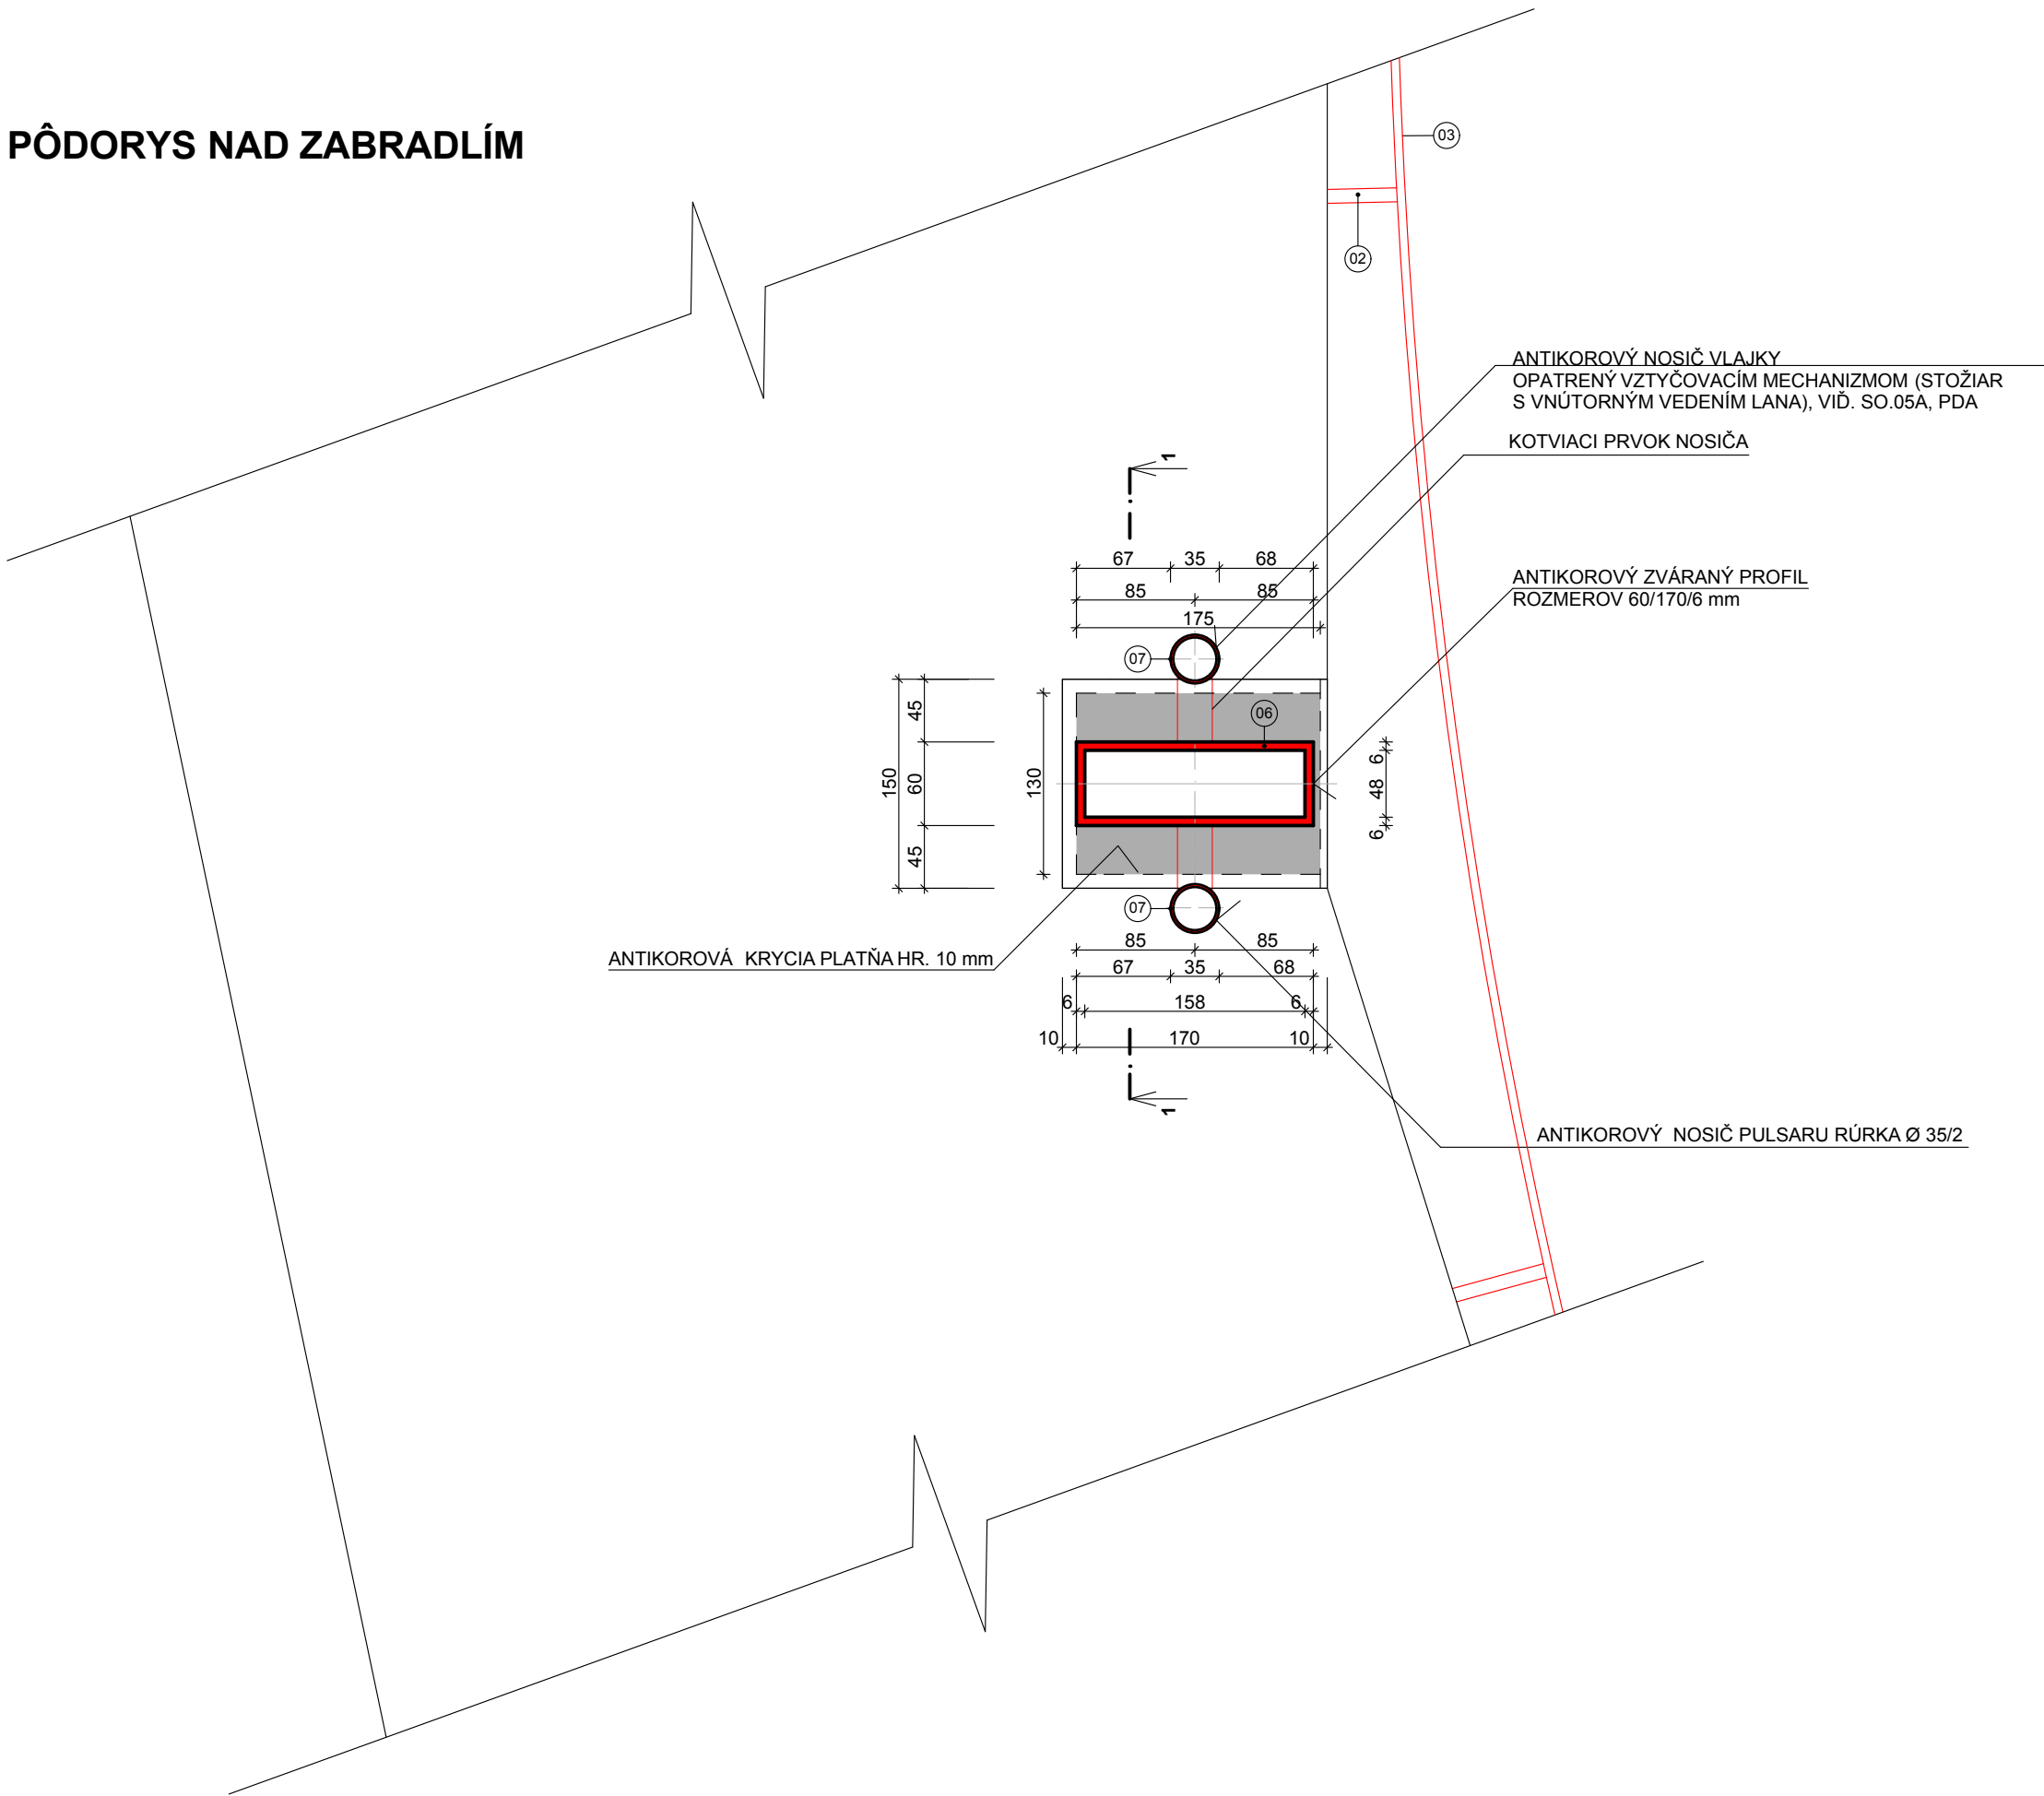 PÔDORYS NAD ZABRADLÍM
03
02
ANTIKOROVÝ NOSIČ VLAJKY
OPATRENÝ VZTYČOVACÍM MECHANIZMOM (STOŽIAR
S VNÚTORNÝM VEDENÍM LANA), VIĎ. SO.05A, PDA
KOTVIACI PRVOK NOSIČA
1
67 35 68
85 85
175
ANTIKOROVÝ ZVÁRANÝ PROFIL
ROZMEROV 60/170/6 mm
07
06
150
45
60
45
130
6
48
6
07
ANTIKOROVÁ KRYCIA PLATŇA HR. 10 mm
85 85
67 35 68
6 158 6
10 170 10
1
ANTIKOROVÝ NOSIČ PULSARU RÚRKA Ø 35/2